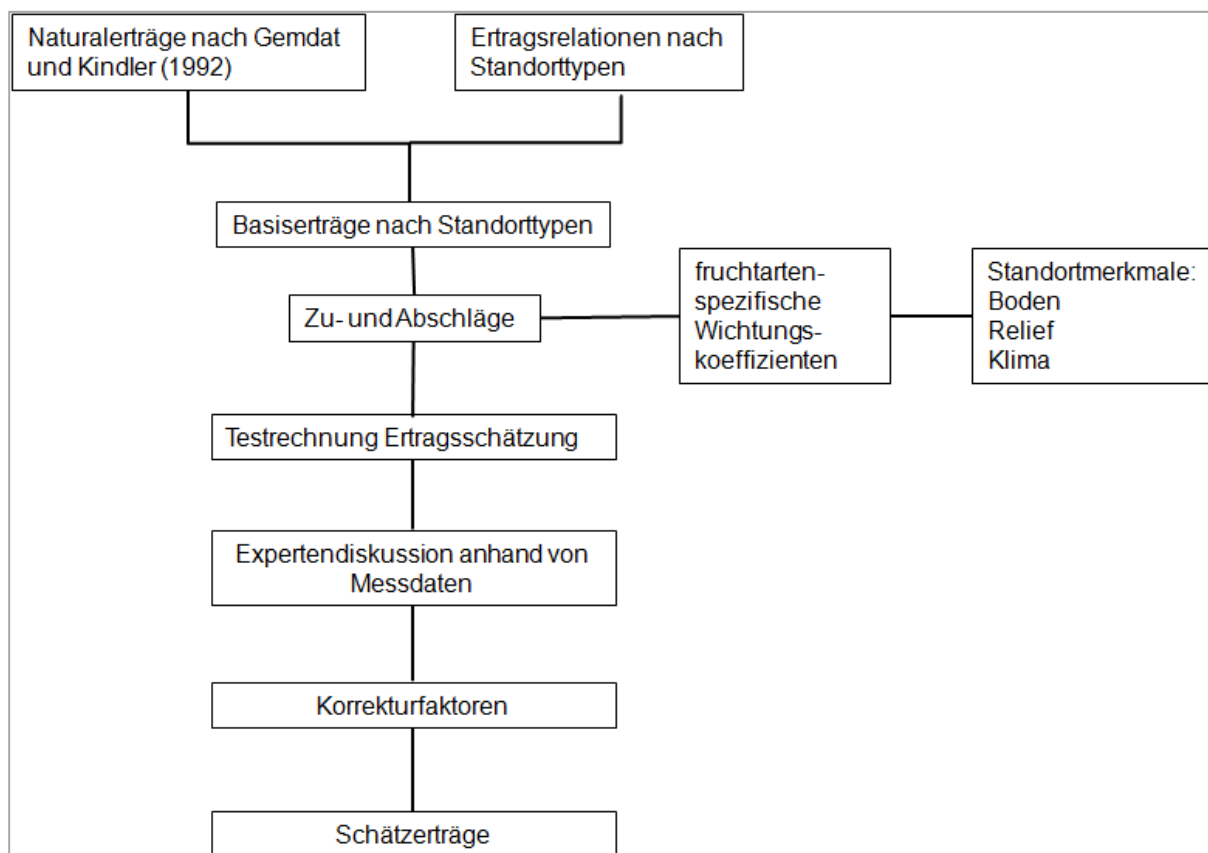 Naturalerträge nach Gemdat
und Kindler (1992)
Ertragsrelationen nach
Standorttypen
Basiserträge nach Standorttypen
Zu- und Abschläge
fruchtarten-
spezifische
Wichtungs-
koeffizienten
Standortmerkmale:
Boden
Relief
Klima
Testrechnung Ertragsschätzung
Expertendiskussion anhand von
Messdaten
Korrekturfaktoren
Schätzerträge